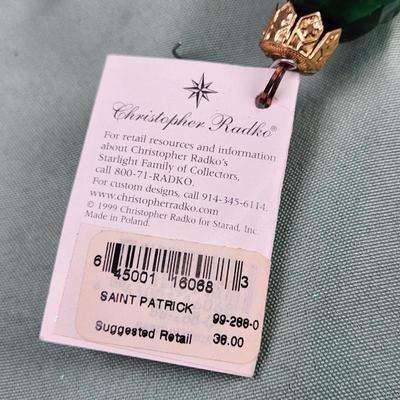 Christopher Radko®
For retail resources and information
about Christopher Radko's
Starlight Family of Collectors,
call 800-71-RADKO.
For custom designs, call 914-345-6114.
www.christopherradko.com
© 1999 Christopher Radko for Starad, Inc.
Made in Poland.
6 45001 16068 3
SAINT PATRICK 99-288-0
Suggested Retail 38.00